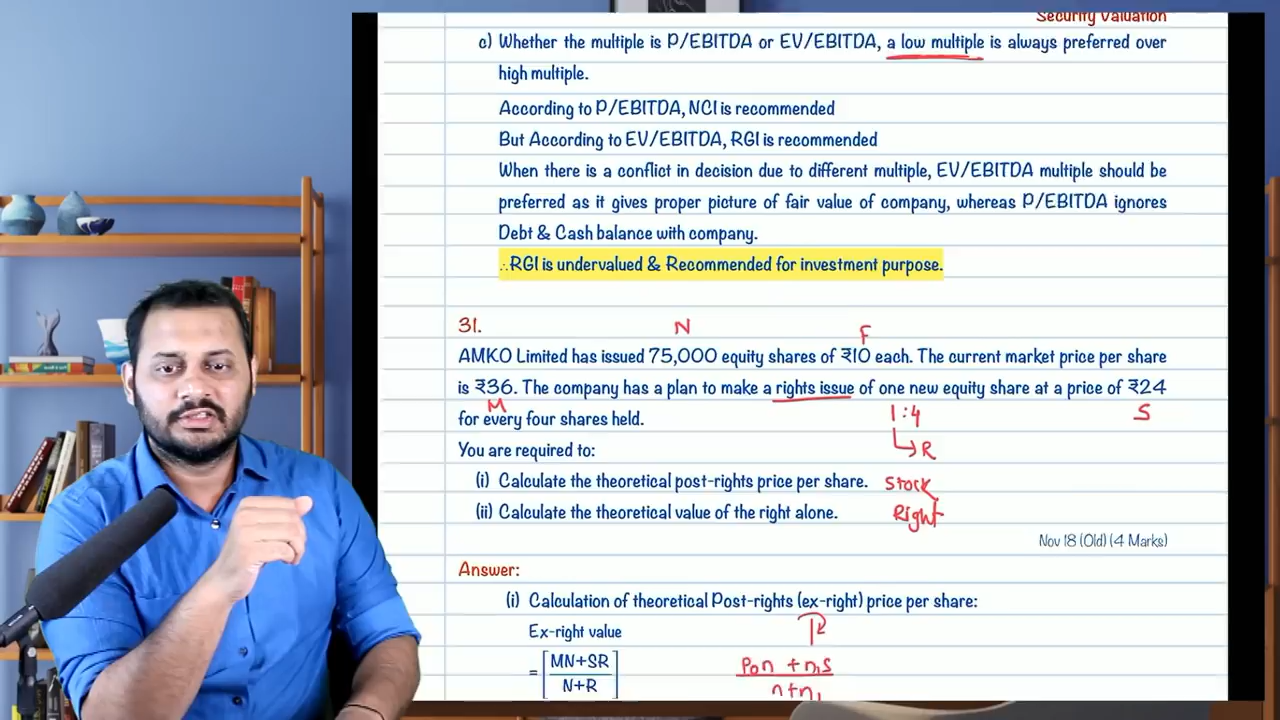 Security Valuation
c) Whether the multiple is P/EBITDA or EV/EBITDA, a low multiple is always preferred over
high multiple.
According to P/EBITDA, NCI is recommended
But According to EV/EBITDA, RGI is recommended
When there is a conflict in decision due to different multiple, EV/EBITDA multiple should be
preferred as it gives proper picture of fair value of company, whereas P/EBITDA ignores
Debt & Cash balance with company.
∴RGI is undervalued & Recommended for investment purpose.
31.
N
F
AMKO Limited has issued 75,000 equity shares of ₹10 each. The current market price per share
is ₹36. The company has a plan to make a rights issue of one new equity share at a price of ₹24
M
1:4
S
for every four shares held.
R
You are required to:
(i) Calculate the theoretical post-rights price per share. Stock
(ii) Calculate the theoretical value of the right alone. Right
Nov 18 (Old) (4 Marks)
Answer:
(i) Calculation of theoretical Post-rights (ex-right) price per share:
Ex-right value
= [MN+SR
N+R]
P0n + n1s
n+n1